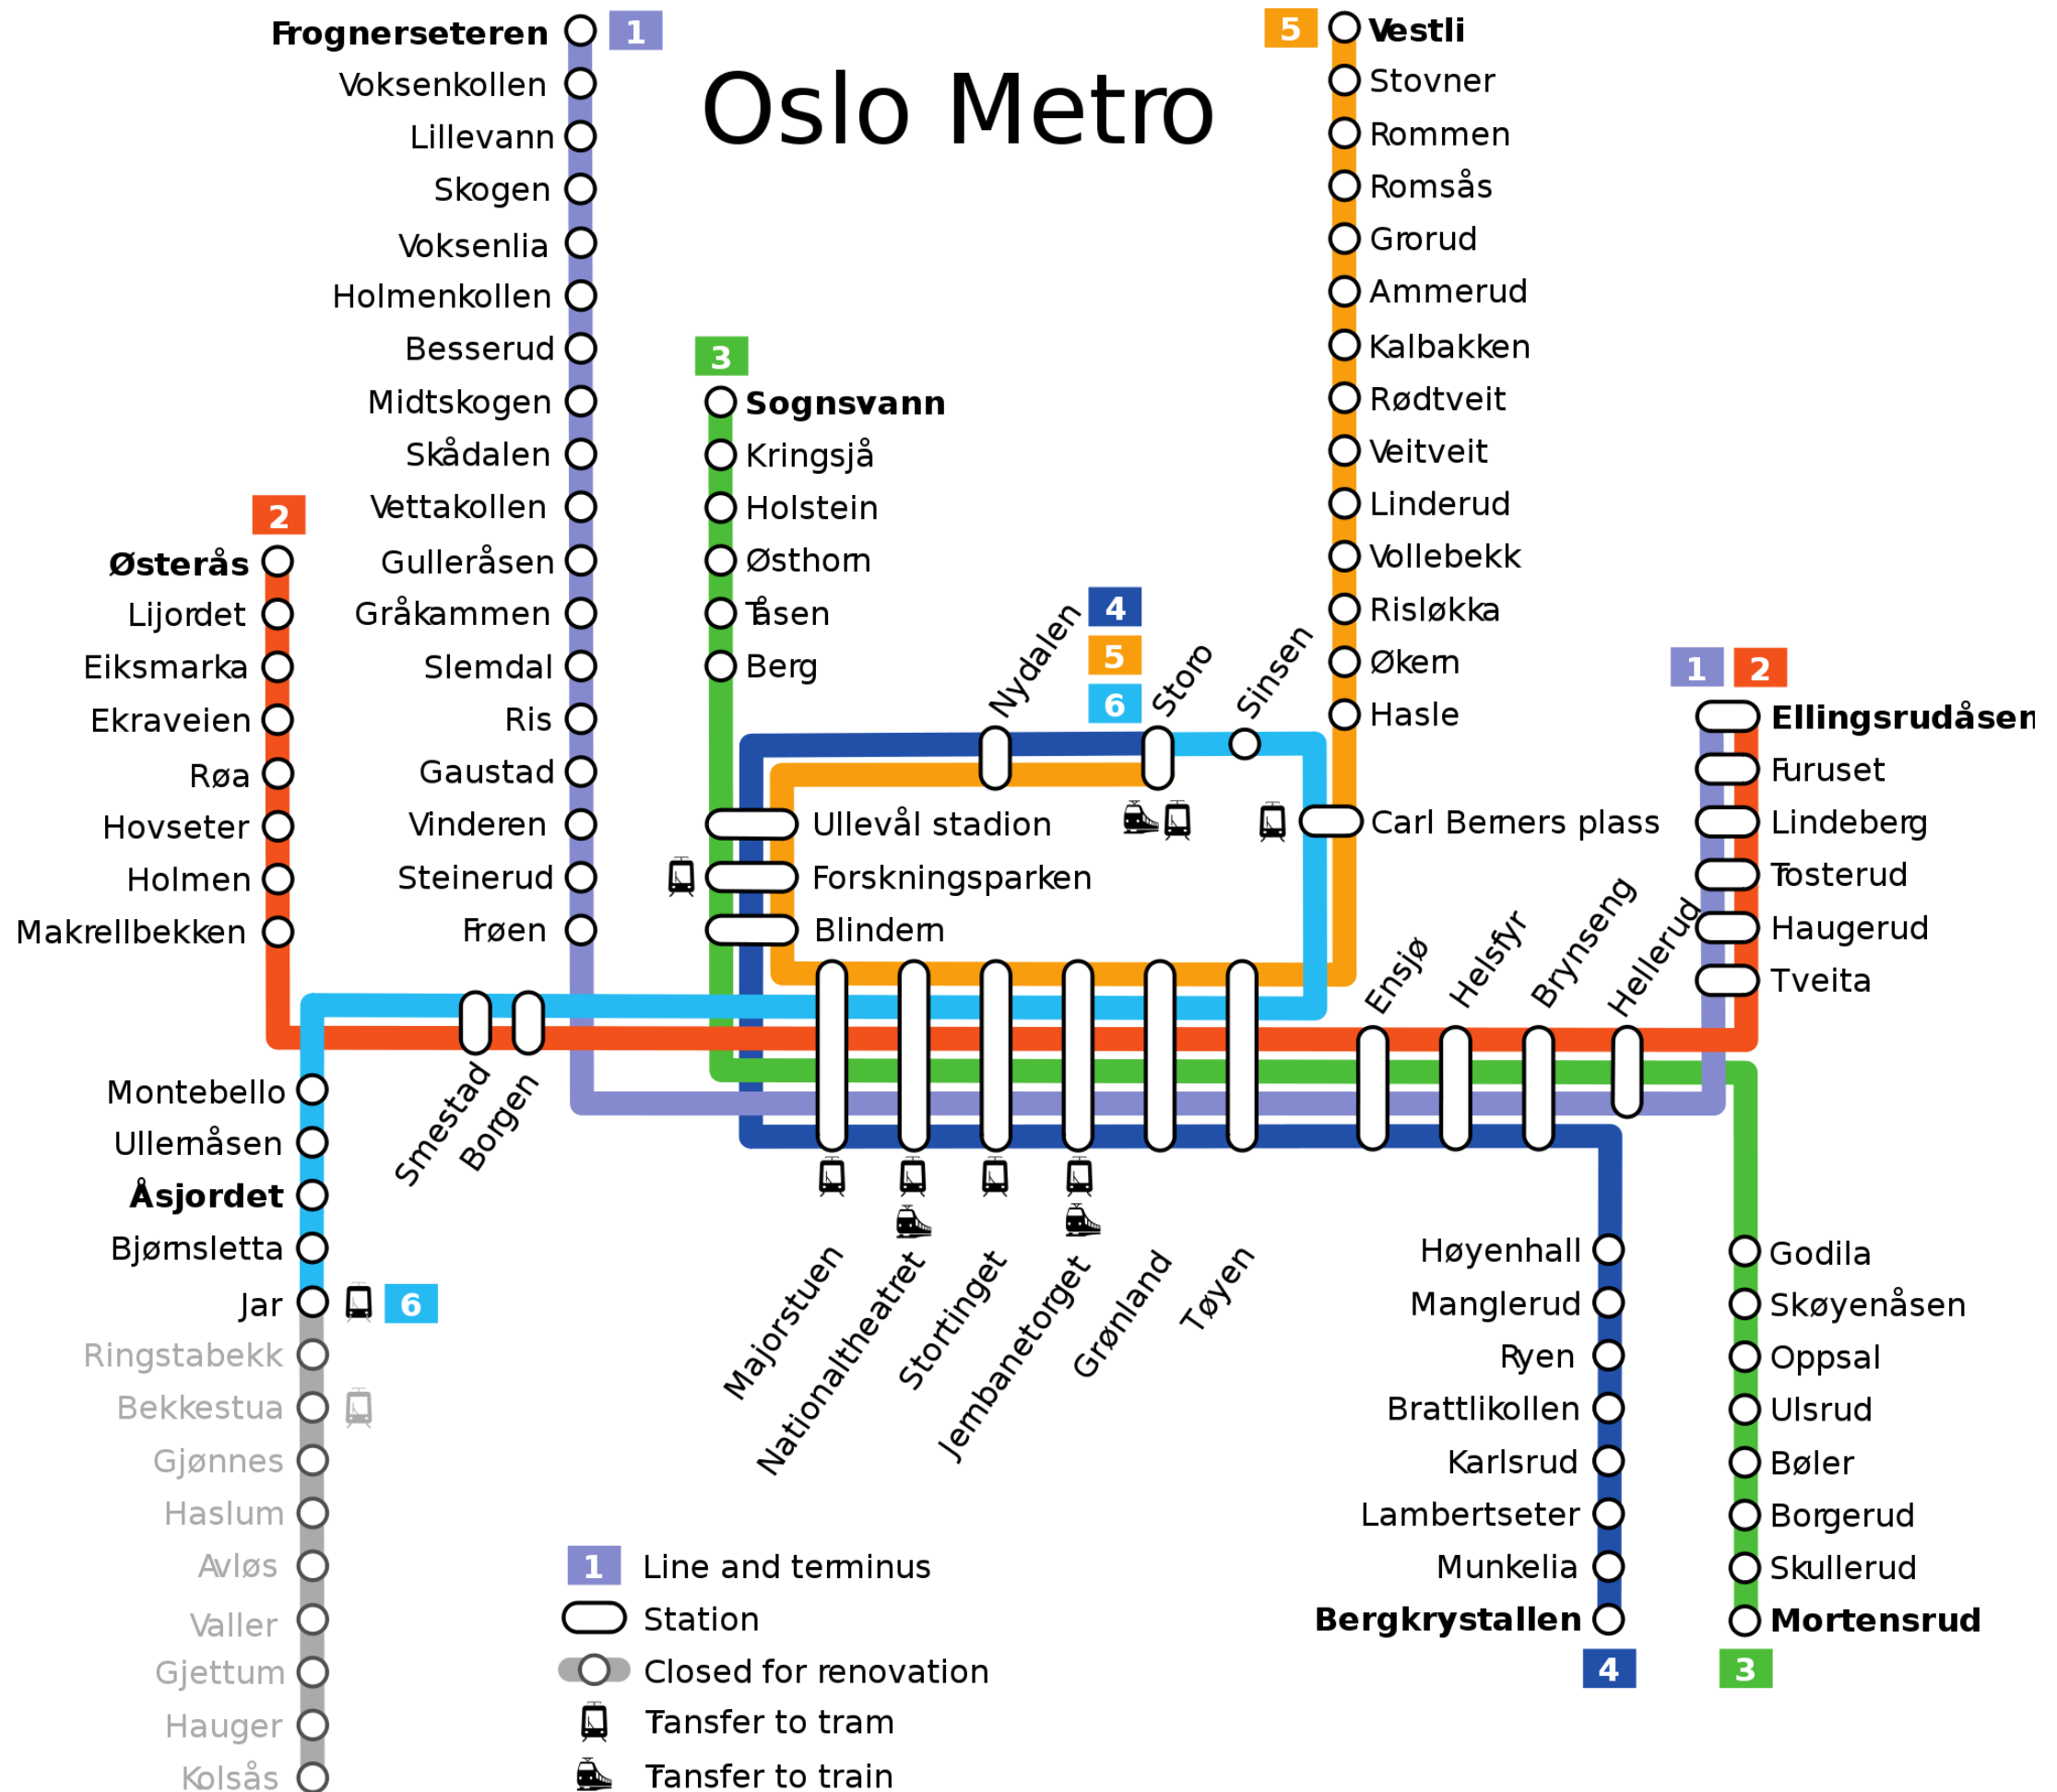 Oslo Metro
1
Frognerseteren
Voksenkollen
Lillevann
Skogen
Voksenlia
Holmenkollen
Besserud
Midtskogen
Skådalen
Vettakollen
Gulleråsen
Gråkammen
Slemdal
Ris
Gaustad
Vinderen
Steinerud
Frøen
5
Vestli
Stovner
Rommen
Romsås
Grorud
Ammerud
Kalbakken
Rødtveit
Veitveit
Linderud
Vollebekk
Risløkka
Økern
Hasle
Carl Berners plass
3
Sognsvann
Kringsjå
Holstein
Østhorn
Tåsen
Berg
Ullevål stadion
Forskningsparken
Blindern
2
Østerås
Lijordet
Eiksmarka
Ekraveien
Røa
Hovseter
Holmen
Makrellbekken
4
5
6
Nydalen
Storo
Sinsen
1 2
Ellingsrudåsen
Furuset
Lindeberg
Trosterud
Haugerud
Tveita
Ensjø
Helsfyr
Brynseng
Hellerud
Smestad
Borgen
Montebello
Ullernåsen
Åsjordet
Bjørnsletta
Jar
6
Ringstabekk
Bekkestua
Gjønnes
Haslum
Avløs
Valler
Gjettum
Hauger
Kolsås
Majorstuen
Nationaltheatret
Stortinget
Jernbanetorget
Grønland
Tøyen
Høyenhall
Manglerud
Ryen
Brattlikollen
Karlsrud
Lambertseter
Munkelia
Bergkrystallen
4
Godila
Skøyenåsen
Oppsal
Ulsrud
Bøler
Borgerud
Skullerud
Mortensrud
3
1 Line and terminus
Station
Closed for renovation
Transfer to tram
Transfer to train